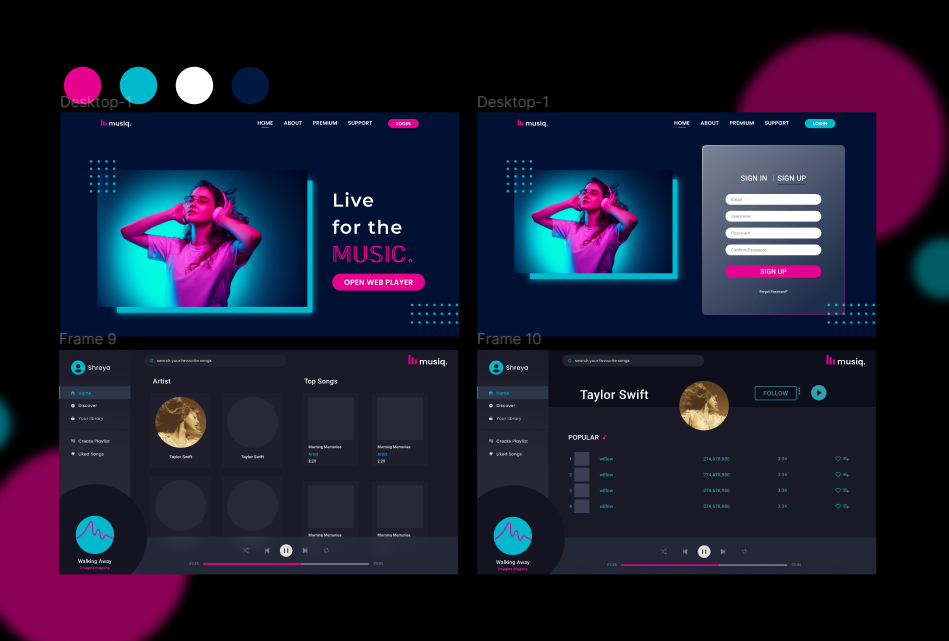 Desktop-1
musiq.
HOME ABOUT PREMIUM SUPPORT LOGIN
Live
for the
MUSIC.
OPEN WEB PLAYER
Desktop-1
musiq.
HOME ABOUT PREMIUM SUPPORT LOGIN
SIGN IN | SIGN UP
Email
Username
Password
Confirm Password
SIGN UP
Forgot Password?
Frame 9
Shreya
search your favourite songs
musiq.
Home
Discover
Your library
Create Playlist
Liked Songs
Artist
Top Songs
Taylor Swift
Taylor Swift
Morning Memories
Artist
2:20
Morning Memories
Artist
2:20
Morning Memories
Morning Memories
Walking Away
Imagine Dragons
Frame 10
Shreya
search your favourite songs
musiq.
Home
Discover
Your library
Create Playlist
Liked Songs
Taylor Swift
FOLLOW
POPULAR
1 willow 274,678,960 3:34
2 willow 274,678,960 3:34
3 willow 274,678,960 3:34
4 willow 274,678,960 3:34
Walking Away
Imagine Dragons